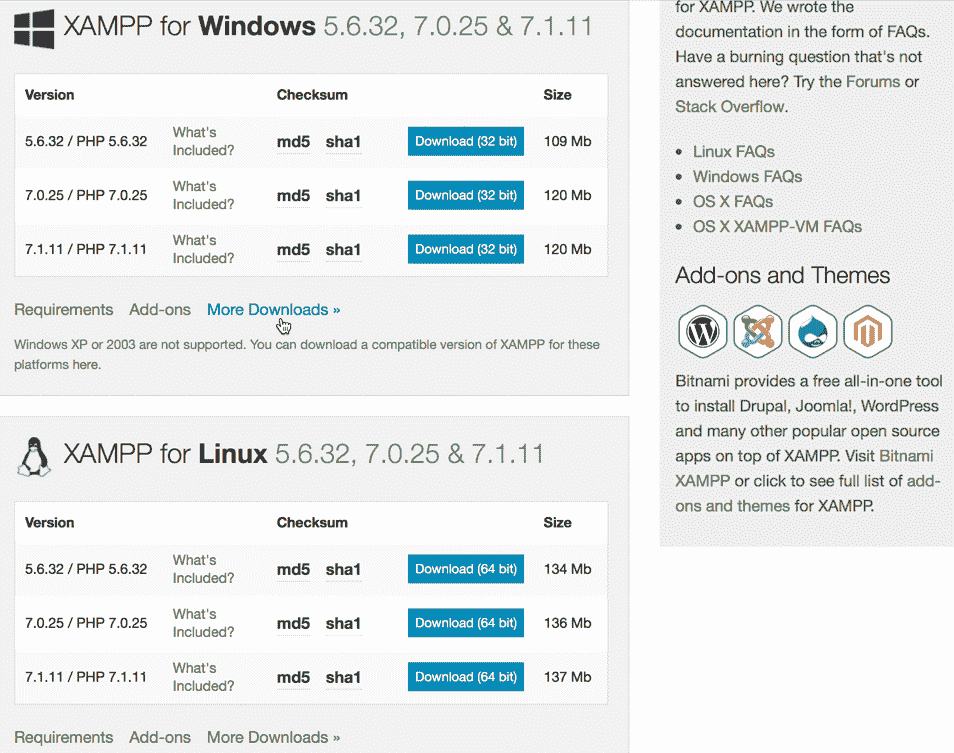 XAMPP for Windows 5.6.32, 7.0.25 & 7.1.11
Version Checksum Size
5.6.32 / PHP 5.6.32 What's Included? md5 sha1 Download (32 bit) 109 Mb
7.0.25 / PHP 7.0.25 What's Included? md5 sha1 Download (32 bit) 120 Mb
7.1.11 / PHP 7.1.11 What's Included? md5 sha1 Download (32 bit) 120 Mb
Requirements Add-ons More Downloads »
Windows XP or 2003 are not supported. You can download a compatible version of XAMPP for these
platforms here.
XAMPP for Linux 5.6.32, 7.0.25 & 7.1.11
Version Checksum Size
5.6.32 / PHP 5.6.32 What's Included? md5 sha1 Download (64 bit) 134 Mb
7.0.25 / PHP 7.0.25 What's Included? md5 sha1 Download (64 bit) 136 Mb
7.1.11 / PHP 7.1.11 What's Included? md5 sha1 Download (64 bit) 137 Mb
Requirements Add-ons More Downloads »
for XAMPP. We wrote the
documentation in the form of FAQs.
Have a burning question that's not
answered here? Try the Forums or
Stack Overflow.
Linux FAQs
Windows FAQs
OS X FAQs
OS X XAMPP-VM FAQs
Add-ons and Themes
Bitnami provides a free all-in-one tool
to install Drupal, Joomla!, WordPress
and many other popular open source
apps on top of XAMPP. Visit Bitnami
XAMPP or click to see full list of add-
ons and themes for XAMPP.